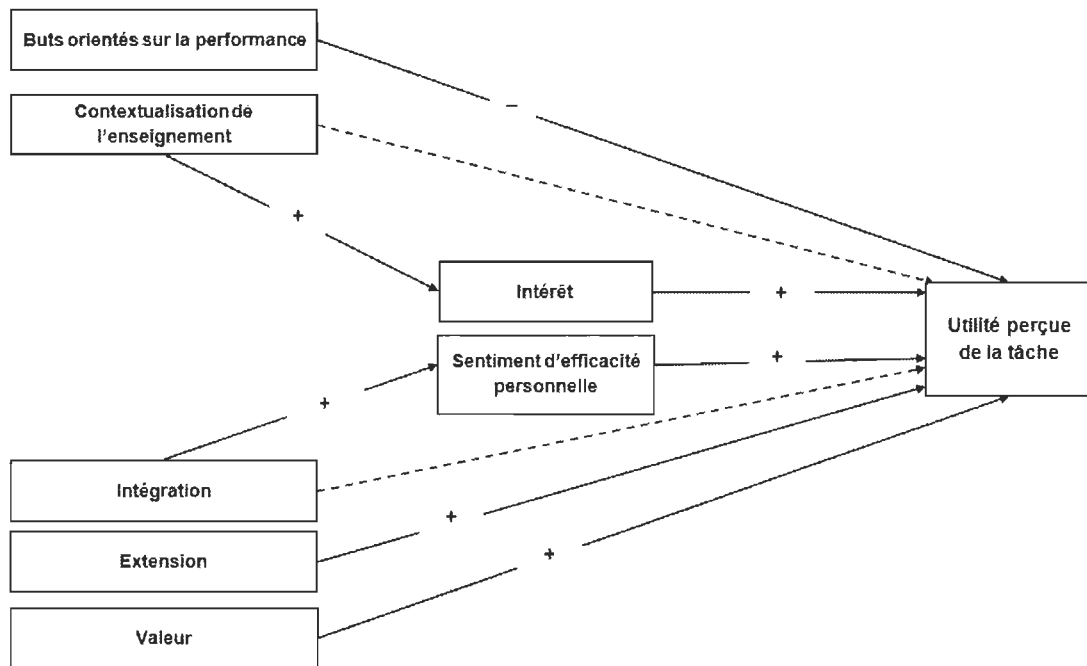 Buts orientés sur la performance
–
Contextualisation de
l'enseignement
+
Intérêt
+
Utilité perçue
de la tâche
Sentiment d'efficacité
personnelle
+
+
Intégration
+
Extension
+
Valeur